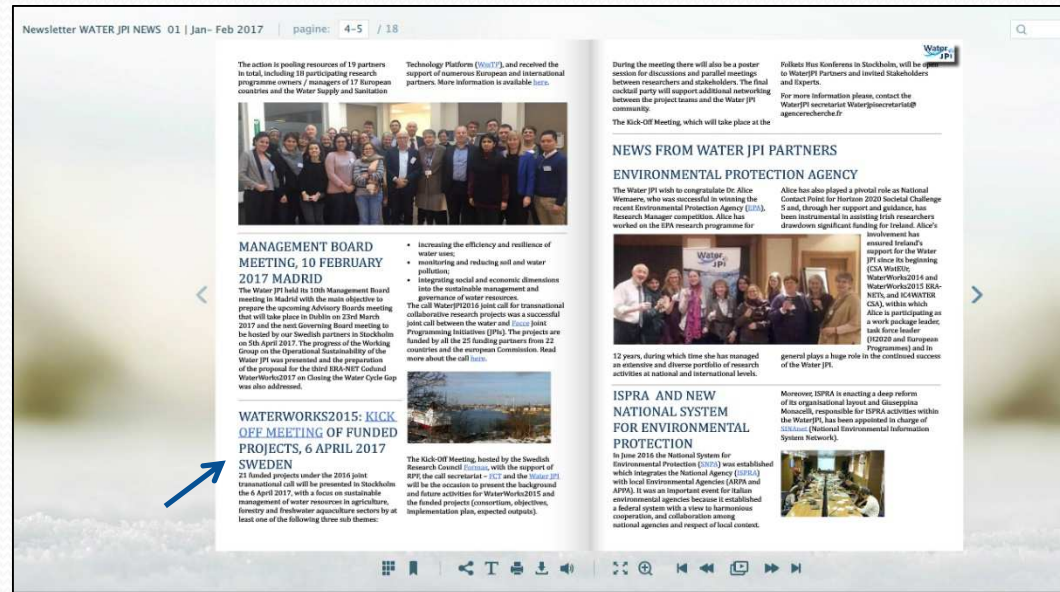 Newsletter WATER JPI NEWS 01 | Jan- Feb 2017
pagine: 4-5 / 18
The action is pooling resources of 19 partners
in total, including 18 participating research
programme owners / managers of 17 European
countries and the Water Supply and Sanitation
Technology Platform (WssTP), and received the
support of numerous European and international
partners. More information is available here.
MANAGEMENT BOARD
MEETING, 10 FEBRUARY
2017 MADRID
The Water JPI held its 10th Management Board
meeting in Madrid with the main objective to
prepare the upcoming Advisory Boards meeting
that will take place in Dublin on 23rd March
2017 and the next Governing Board meeting to
be hosted by our Swedish partners in Stockholm
on 5th April 2017. The progress of the Working
Group on the Operational Sustainability of the
Water JPI was presented and the preparation
of the proposal for the third ERA-NET Cofund
WaterWorks2017 on Closing the Water Cycle Gap
was also addressed.
WATERWORKS2015: KICK
OFF MEETING OF FUNDED
PROJECTS, 6 APRIL 2017
SWEDEN
21 funded projects under the 2016 joint
transnational call will be presented in Stockholm
the 6 April 2017, with a focus on sustainable
management of water resources in agriculture,
forestry and freshwater aquaculture sectors by at
least one of the following three sub themes:
• increasing the efficiency and resilience of
water uses;
• monitoring and reducing soil and water
pollution;
• integrating social and economic dimensions
into the sustainable management and
governance of water resources.
The call WaterJPI2016 joint call for transnational
collaborative research projects was a successful
joint call between the water and Facce Joint
Programming Initiatives (JPIs). The projects are
funded by all the 25 funding partners from 22
countries and the european Commission. Read
more about the call here.
The Kick-Off Meeting, hosted by the Swedish
Research Council Formas, with the support of
RPF, the call secretariat – FCT and the Water JPI
will be the occasion to present the background
and future activities for WaterWorks2015 and
the funded projects (consortium, objectives,
implementation plan, expected outputs).
Water
JPI
During the meeting there will also be a poster
session for discussions and parallel meetings
between researchers and stakeholders. The final
cocktail party will support additional networking
between the project teams and the Water JPI
community.
The Kick-Off Meeting, which will take place at the
Folkets Hus Konferens in Stockholm, will be open
to WaterJPI Partners and invited Stakeholders
and Experts.
For more information please, contact the
WaterJPI secretariat Waterjpisecretariat@
agencerecherche.fr
NEWS FROM WATER JPI PARTNERS
ENVIRONMENTAL PROTECTION AGENCY
The Water JPI wish to congratulate Dr. Alice
Wemaere, who was successful in winning the
recent Environmental Protection Agency (EPA),
Research Manager competition. Alice has
worked on the EPA research programme for
Water
JPI
12 years, during which time she has managed
an extensive and diverse portfolio of research
activities at national and international levels.
Alice has also played a pivotal role as National
Contact Point for Horizon 2020 Societal Challenge
5 and, through her support and guidance, has
been instrumental in assisting Irish researchers
drawdown significant funding for Ireland. Alice's
involvement has
ensured Ireland's
support for the Water
JPI since its beginning
(CSA WatEUr,
WaterWorks2014 and
WaterWorks2015 ERA-
NETs, and IC4WATER
CSA), within which
Alice is participating as
a work package leader,
task force leader
(H2020 and European
Programmes) and in
general plays a huge role in the continued success
of the Water JPI.
ISPRA AND NEW
NATIONAL SYSTEM
FOR ENVIRONMENTAL
PROTECTION
In June 2016 the National System for
Environmental Protection (SNPA) was established
which integrates the National Agency (ISPRA)
with local Environmental Agencies (ARPA and
APPA). It was an important event for italian
environmental agencies because it established
a federal system with a view to harmonious
cooperation, and collaboration among
national agencies and respect of local context.
Moreover, ISPRA is enacting a deep reform
of its organisational layout and Giuseppina
Monacelli, responsible for ISPRA activities within
the WaterJPI, has been appointed in charge of
SINAnet (National Environmental Information
System Network).